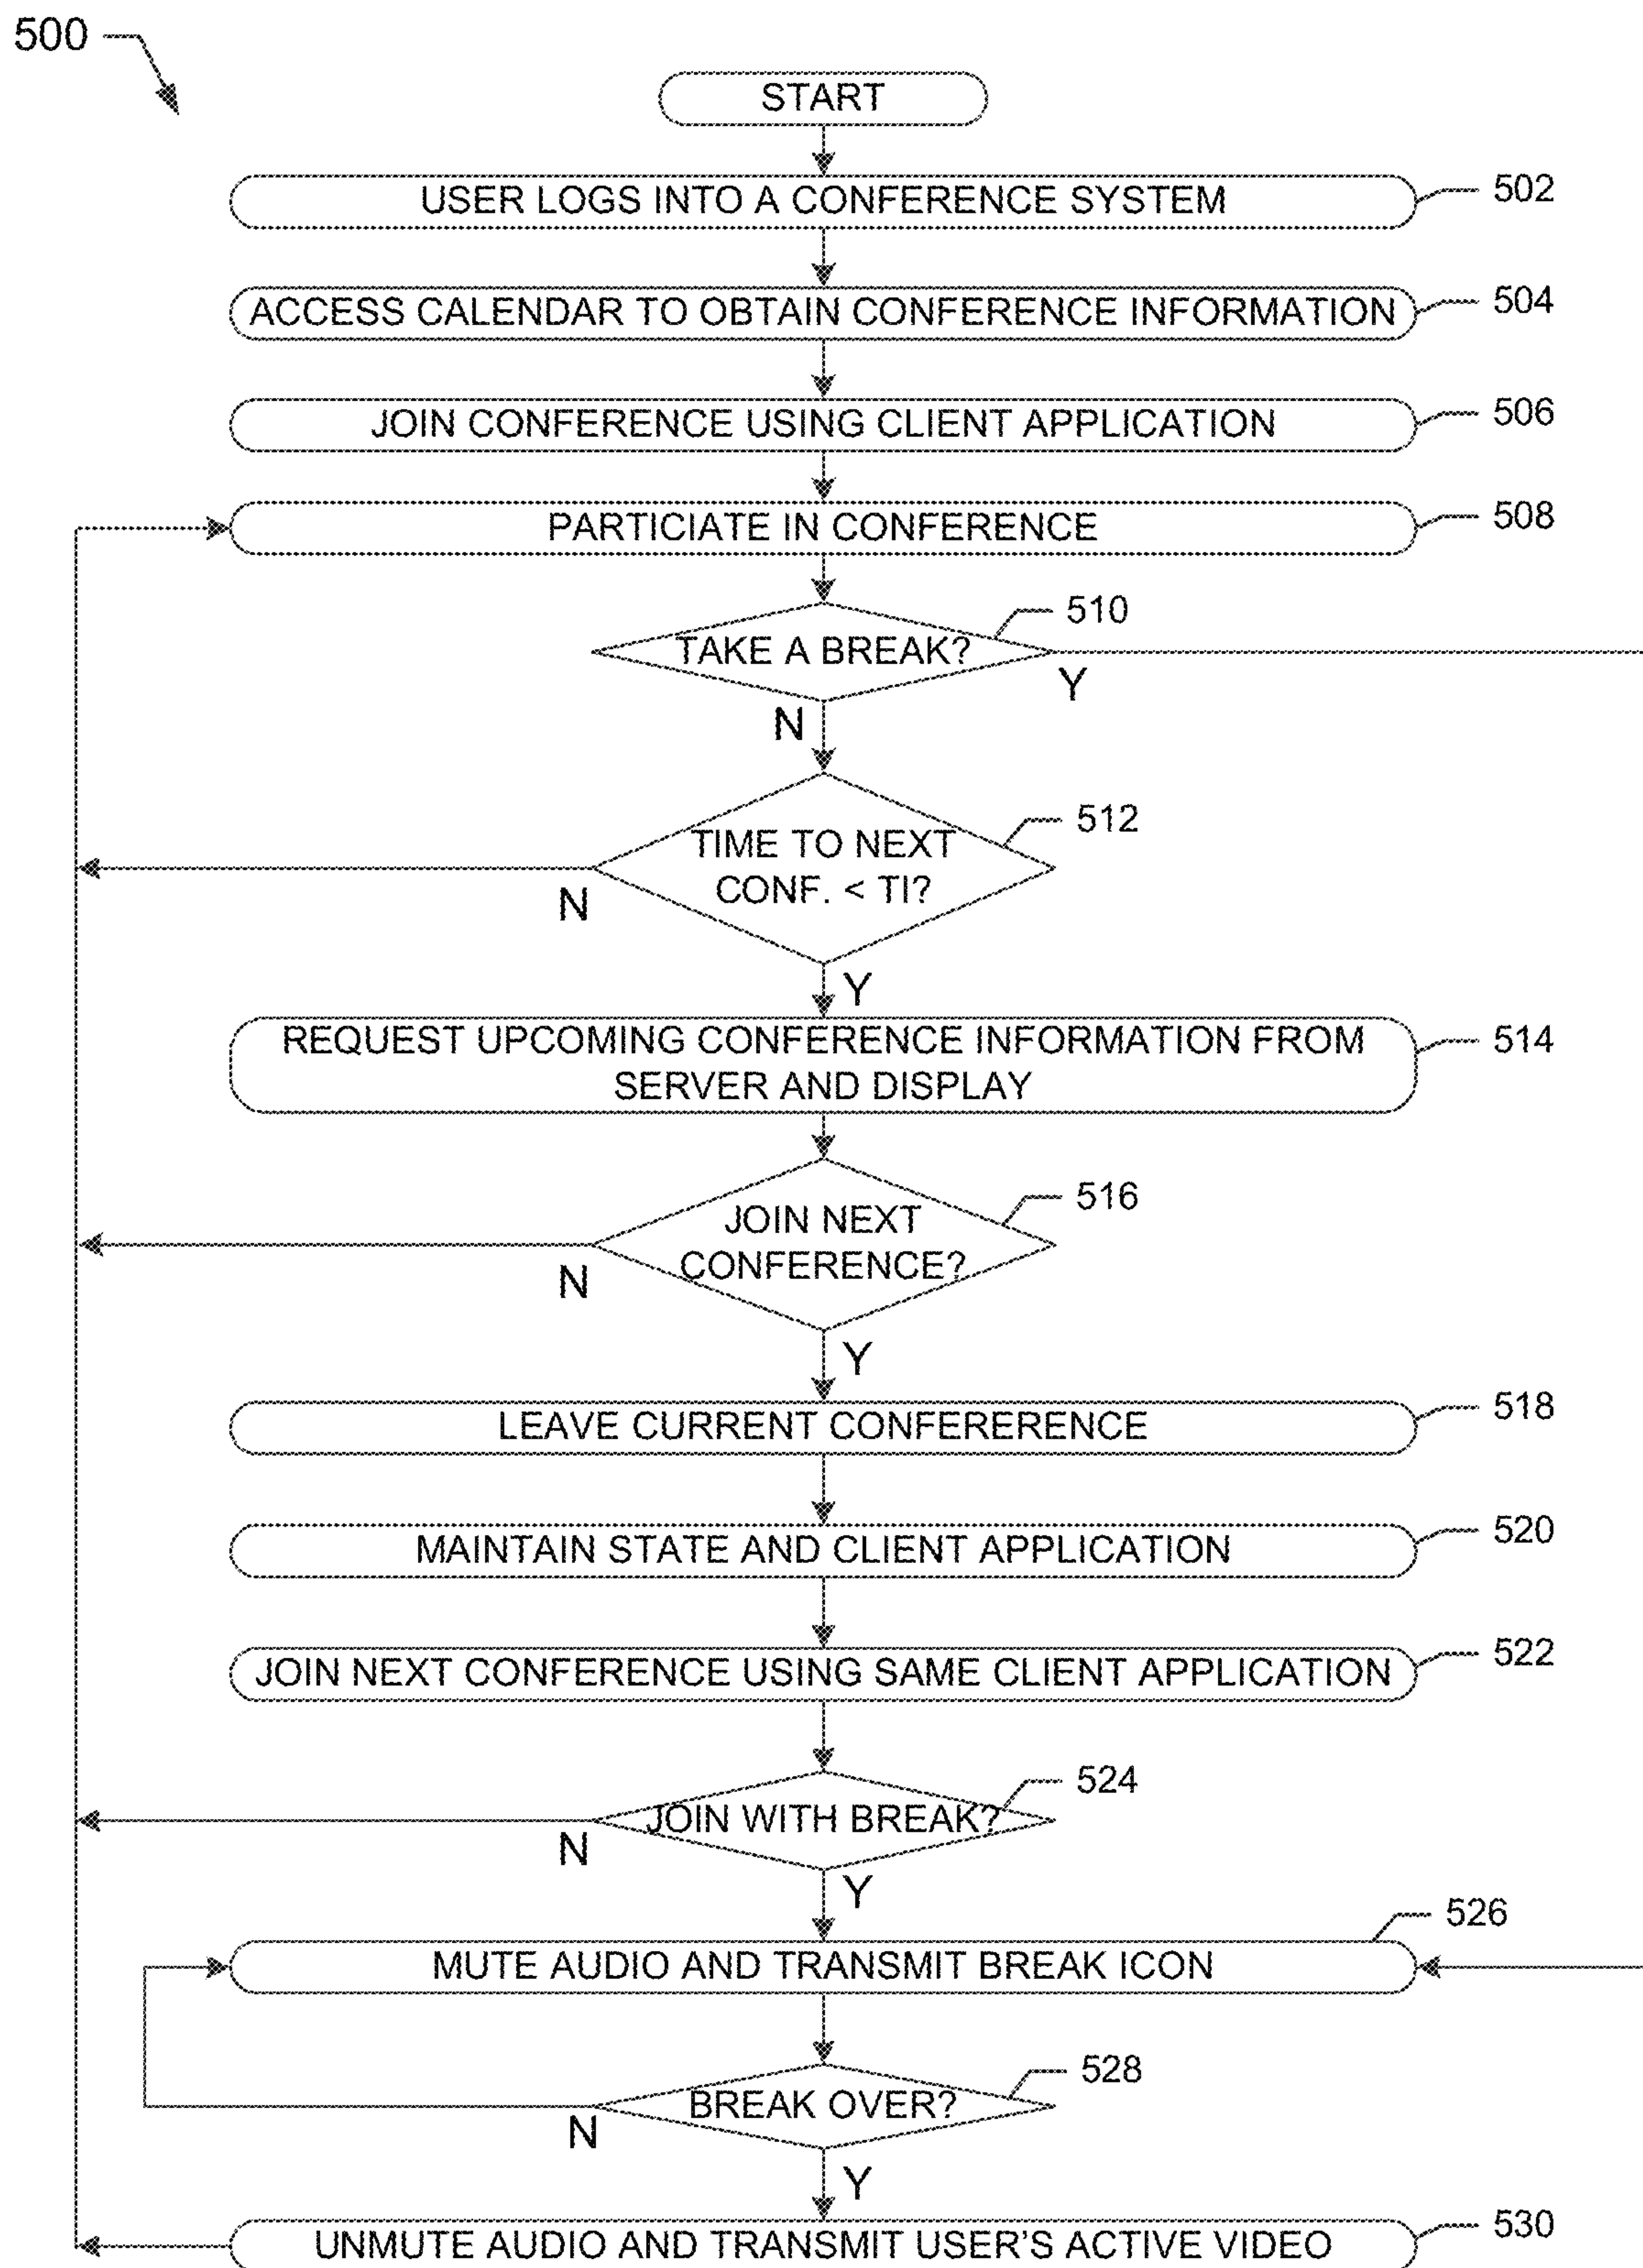 500
START
USER LOGS INTO A CONFERENCE SYSTEM
502
ACCESS CALENDAR TO OBTAIN CONFERENCE INFORMATION
504
JOIN CONFERENCE USING CLIENT APPLICATION
506
PARTICIATE IN CONFERENCE
508
510
TAKE A BREAK?
Y
N
512
TIME TO NEXT
CONF. < TI?
N
Y
REQUEST UPCOMING CONFERENCE INFORMATION FROM
SERVER AND DISPLAY
514
516
JOIN NEXT
CONFERENCE?
N
Y
LEAVE CURRENT CONFERERENCE
518
MAINTAIN STATE AND CLIENT APPLICATION
520
JOIN NEXT CONFERENCE USING SAME CLIENT APPLICATION
522
524
JOIN WITH BREAK?
N
Y
526
MUTE AUDIO AND TRANSMIT BREAK ICON
528
BREAK OVER?
N
Y
UNMUTE AUDIO AND TRANSMIT USER'S ACTIVE VIDEO
530